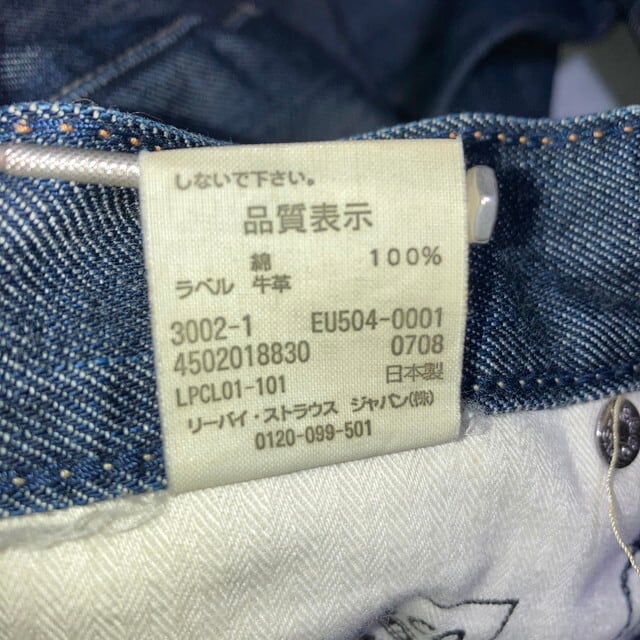 しないで下さい。
品質表示
綿 100%
ラベル 牛革
3002-1 EU504-0001
4502018830 0708
LPCL01-101 日本製
リーバイ・ストラウス ジャパン(株)
0120-099-501